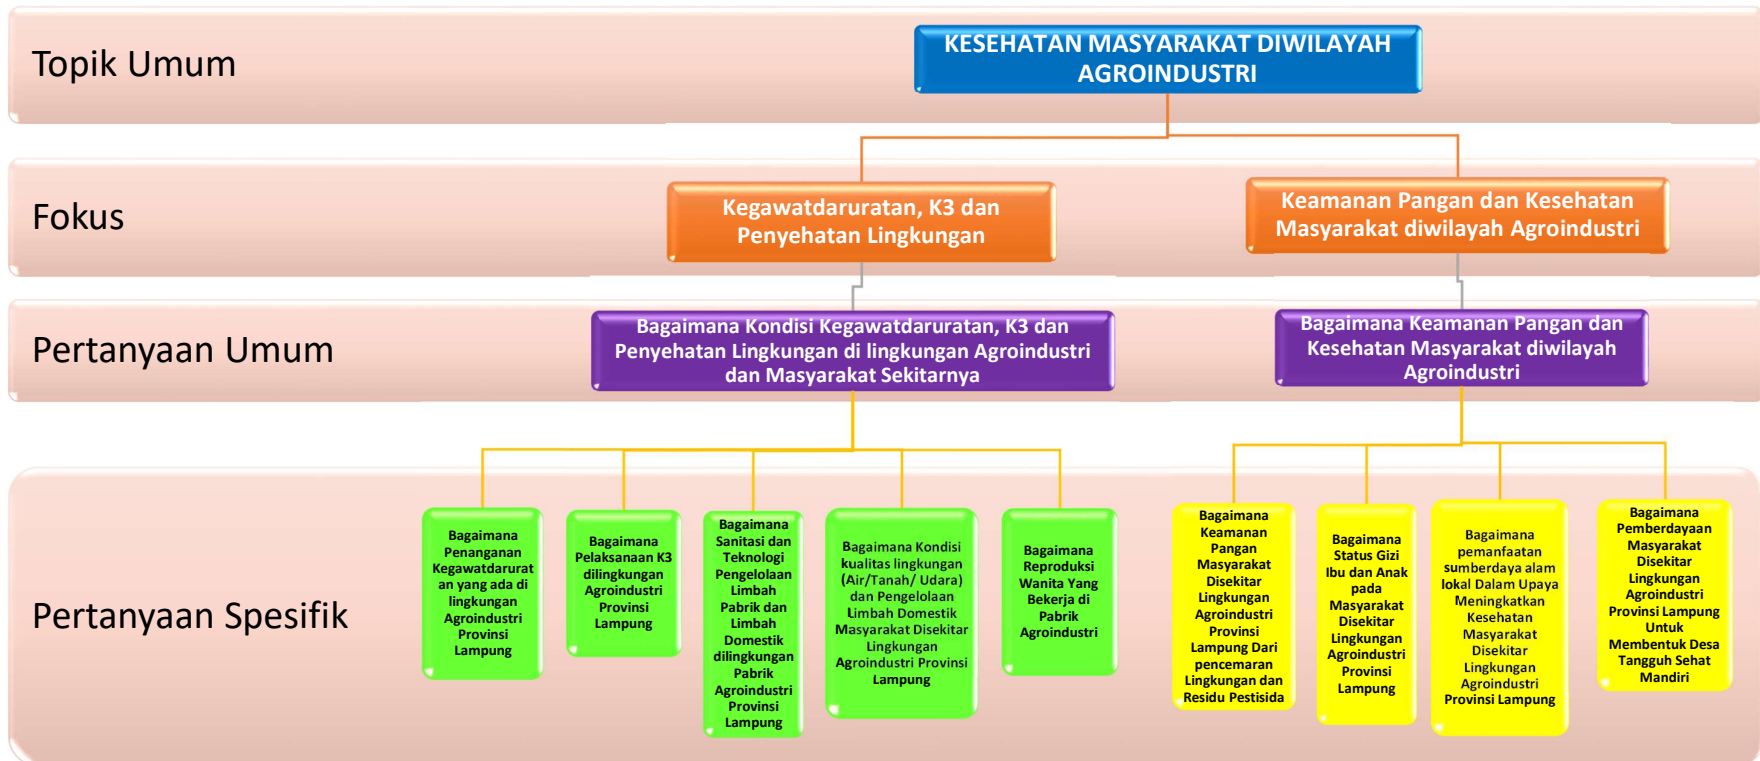 Topik Umum
KESEHATAN MASYARAKAT DIWILAYAH
AGROINDUSTRI
Fokus
Kegawatdaruratan, K3 dan
Penyehatan Lingkungan
Keamanan Pangan dan Kesehatan
Masyarakat diwilayah Agroindustri
Pertanyaan Umum
Bagaimana Kondisi Kegawatdaruratan, K3 dan
Penyehatan Lingkungan di lingkungan Agroindustri
dan Masyarakat Sekitarnya
Bagaimana Keamanan Pangan dan
Kesehatan Masyarakat diwilayah
Agroindustri
Pertanyaan Spesifik
Bagaimana
Penanganan
Kegawatdarurat
an yang ada di
lingkungan
Agroindustri
Provinsi
Lampung
Bagaimana
Pelaksanaan K3
dilingkungan
Agroindustri
Provinsi
Lampung
Bagaimana
Sanitasi dan
Teknologi
Pengelolaan
Limbah
Pabrik dan
Limbah
Domestik
dilingkungan
Pabrik
Agroindustri
Provinsi
Lampung
Bagaimana Kondisi
kualitas lingkungan
(Air/Tanah/ Udara)
dan Pengelolaan
Limbah Domestik
Masyarakat Disekitar
Lingkungan
Agroindustri Provinsi
Lampung
Bagaimana
Reproduksi
Wanita Yang
Bekerja di
Pabrik
Agroindustri
Bagaimana
Keamanan
Pangan
Masyarakat
Disekitar
Lingkungan
Agroindustri
Provinsi
Lampung Dari
pencemaran
Lingkungan dan
Residu Pestisida
Bagaimana
Status Gizi
Ibu dan Anak
pada
Masyarakat
Disekitar
Lingkungan
Agroindustri
Provinsi
Lampung
Bagaimana
pemanfaatan
sumberdaya alam
lokal Dalam Upaya
Meningkatkan
Kesehatan
Masyarakat
Disekitar
Lingkungan
Agroindustri
Provinsi Lampung
Bagaimana
Pemberdayaan
Masyarakat
Disekitar
Lingkungan
Agroindustri
Provinsi Lampung
Untuk
Membentuk Desa
Tangguh Sehat
Mandiri